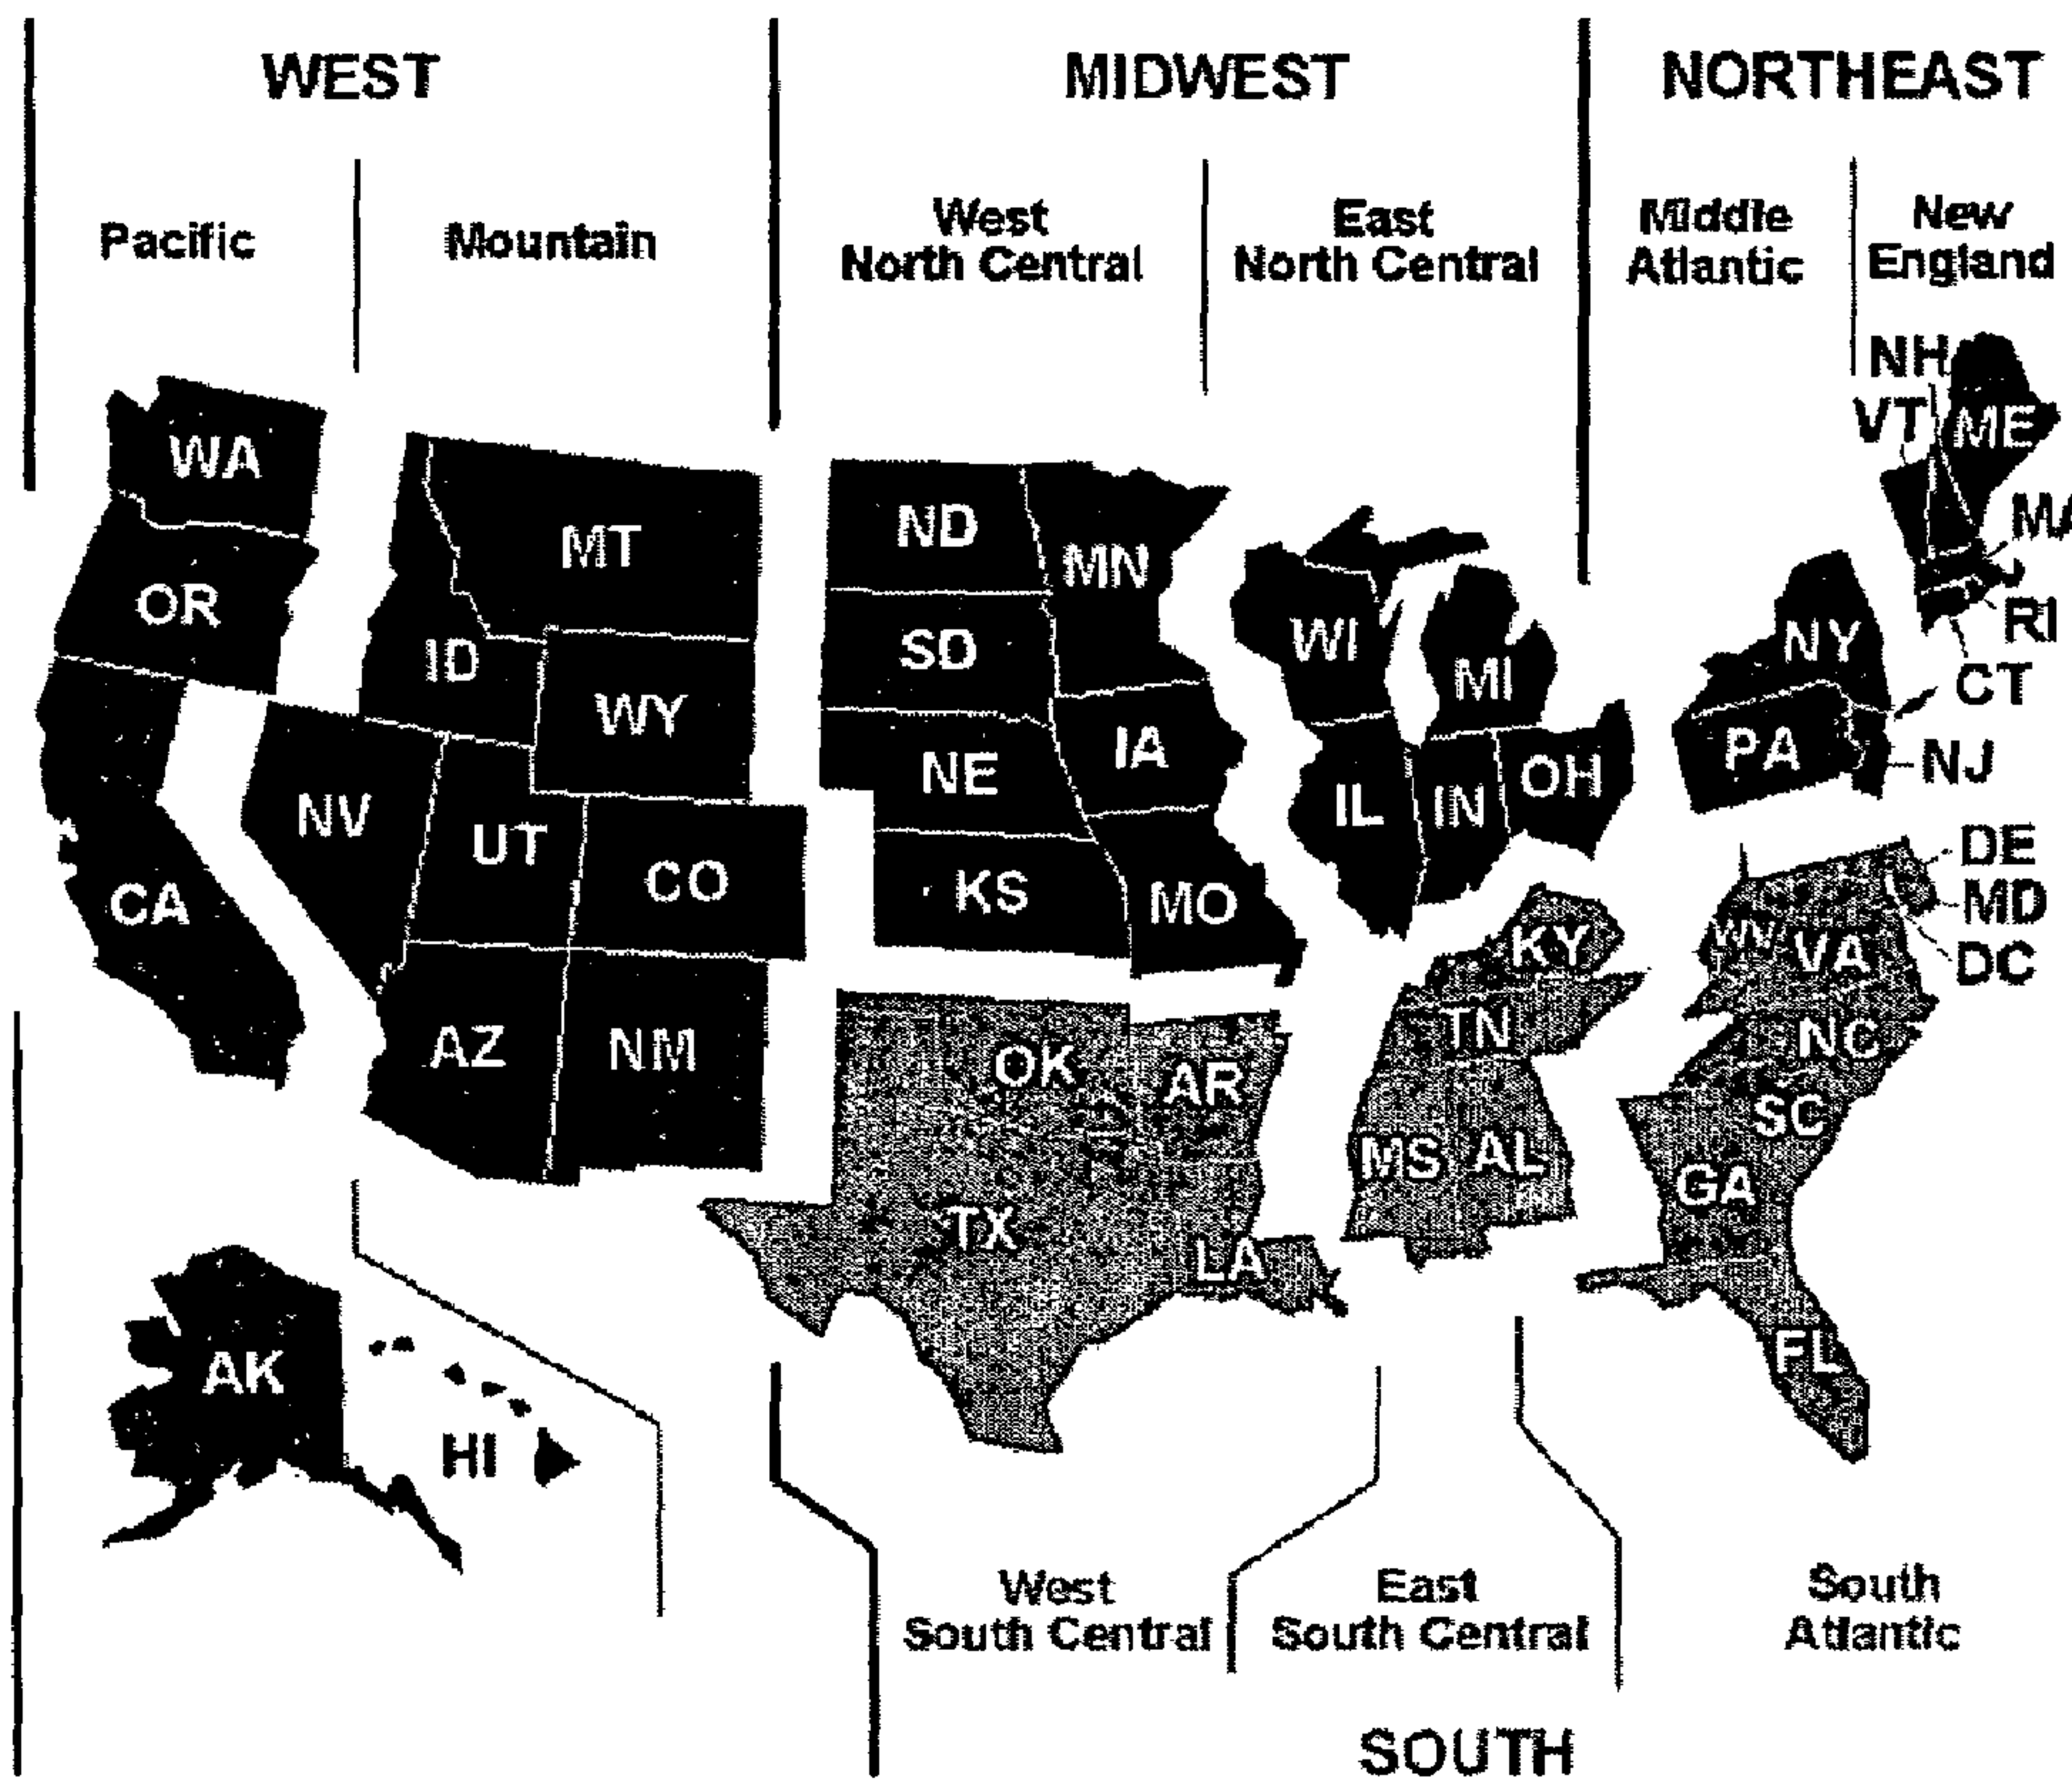 WEST
MIDWEST
NORTHEAST
Pacific
Mountain
West
North Central
East
North Central
Middle
Atlantic
New
England
NH
VT
ME
MA
RI
CT
NJ
WA
OR
CA
MT
ID
WY
NV
UT
CO
AZ
NM
ND
MN
SD
NE
IA
KS
MO
WI
MI
IL
IN
OH
NY
PA
DE
MD
DC
WV
VA
NC
SC
GA
FL
KY
TN
MS
AL
OK
AR
TX
LA
AK
HI
West
South Central
East
South Central
South
Atlantic
SOUTH